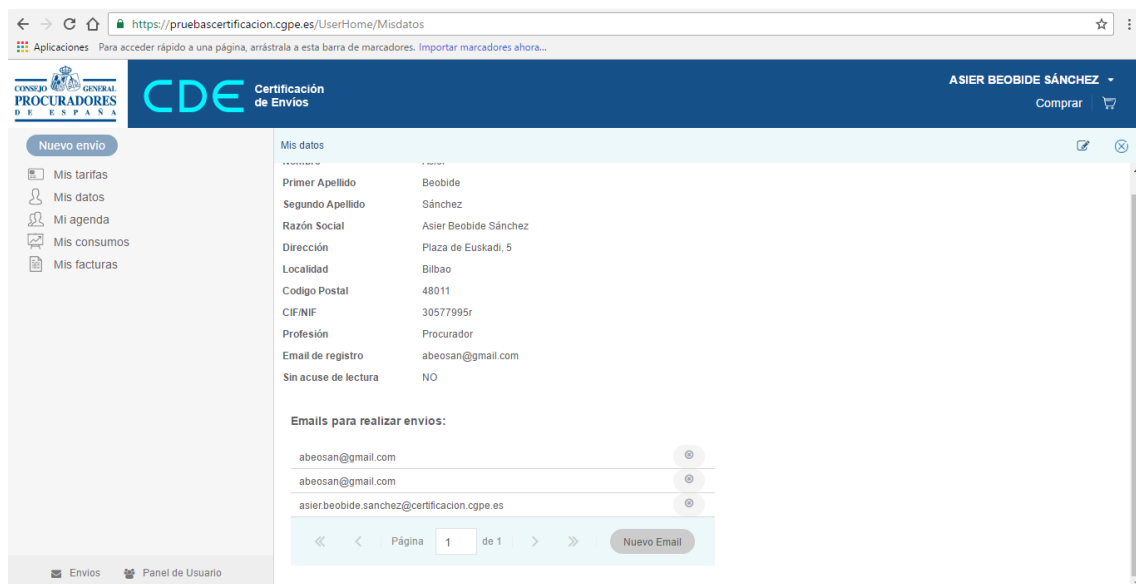 https://pruebascertificacion.cgpe.es/UserHome/Misdatos
Aplicaciones Para acceder rápido a una página, arrástrala a esta barra de marcadores. Importar marcadores ahora...
CONSEJO GENERAL
PROCURADORES
DE ESPAÑA
CDE Certificación
de Envíos
ASIER BEOBIDE SÁNCHEZ
Comprar
Nuevo envío
Mis tarifas
Mis datos
Mi agenda
Mis consumos
Mis facturas
Mis datos
Nombre Asier
Primer Apellido Beobide
Segundo Apellido Sánchez
Razón Social Asier Beobide Sánchez
Dirección Plaza de Euskadi, 5
Localidad Bilbao
Codigo Postal 48011
CIF/NIF 30577995r
Profesión Procurador
Email de registro abeosan@gmail.com
Sin acuse de lectura NO
Emails para realizar envios:
abeosan@gmail.com
abeosan@gmail.com
asier.beobide.sanchez@certificacion.cgpe.es
Página 1 de 1 Nuevo Email
Envios Panel de Usuario